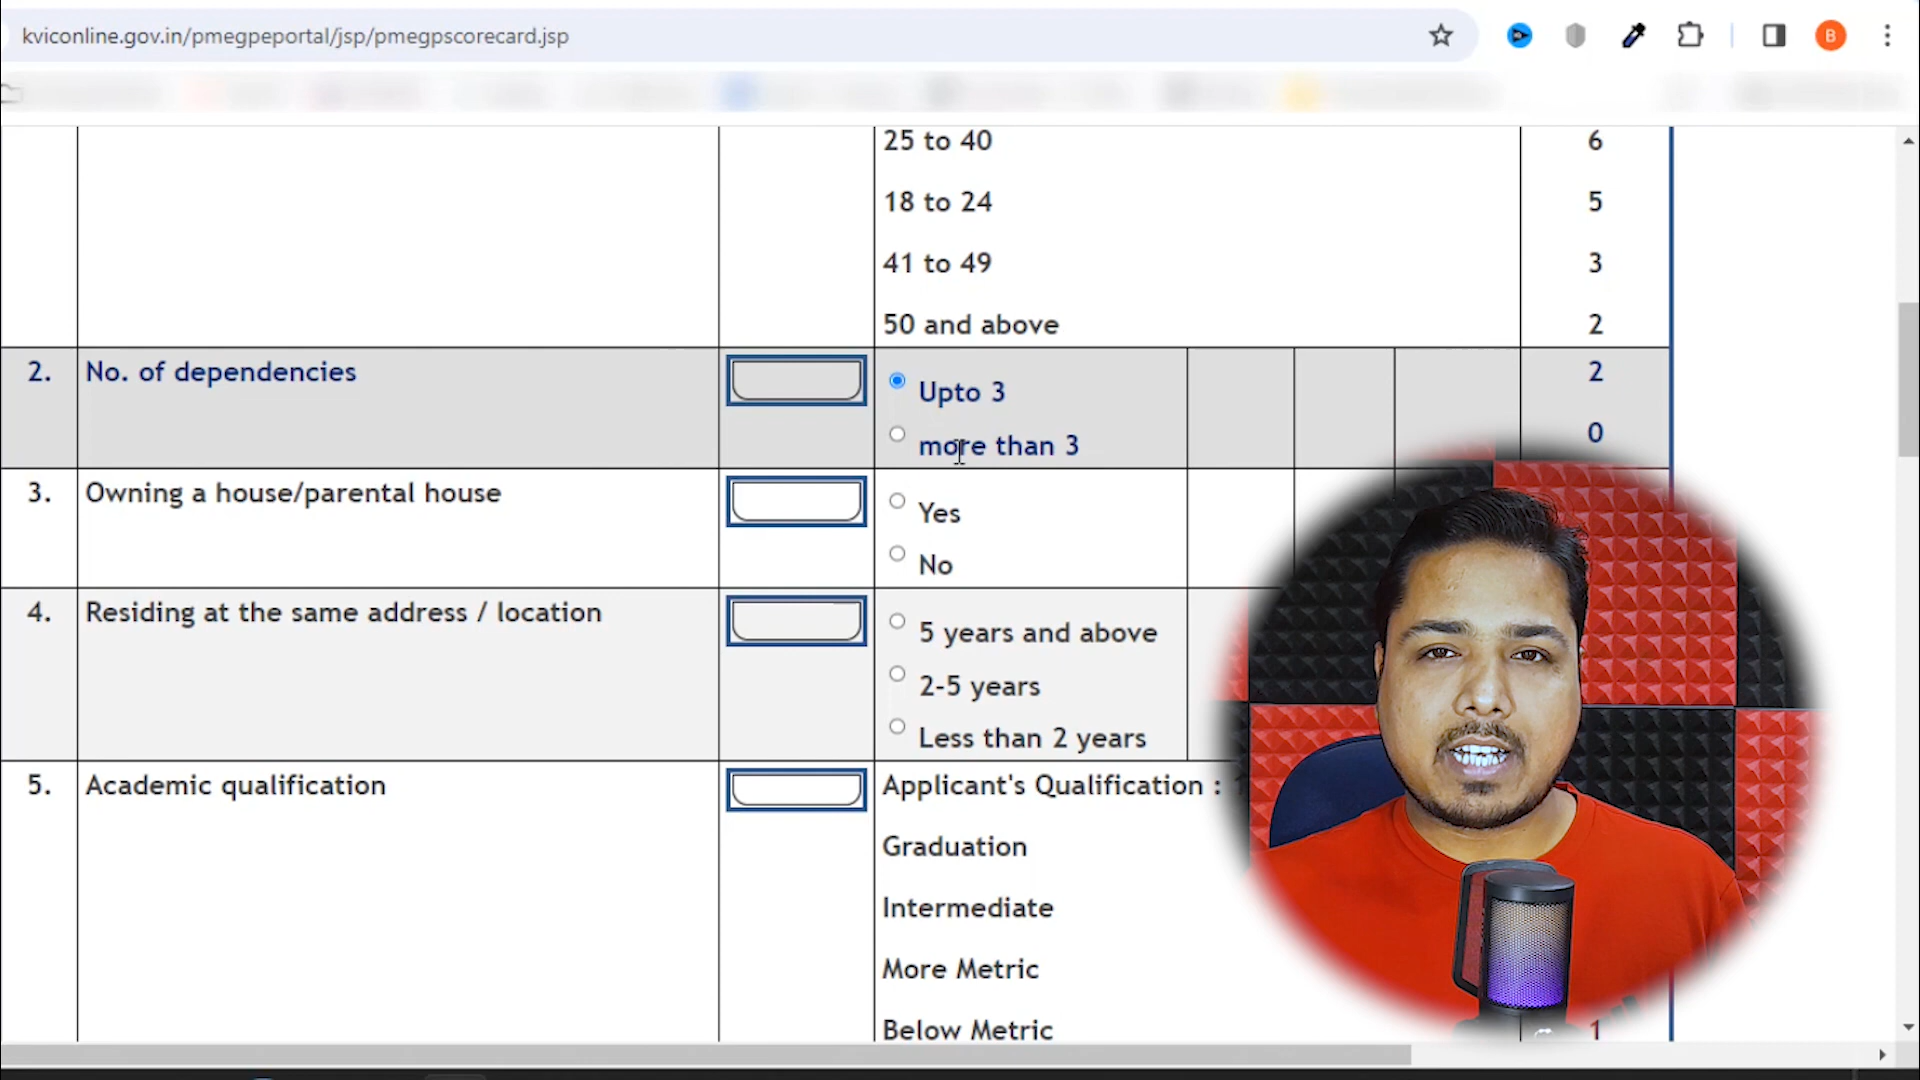 kviconline.gov.in/pmegpeportal/jsp/pmegpscorecard.jsp
B
25 to 40 6
18 to 24 5
41 to 49 3
50 and above 2
2. No. of dependencies Upto 3 2
more than 3 0
3. Owning a house/parental house Yes
No
4. Residing at the same address / location 5 years and above
2-5 years
Less than 2 years
5. Academic qualification Applicant's Qualification :
Graduation
Intermediate
More Metric
Below Metric 1